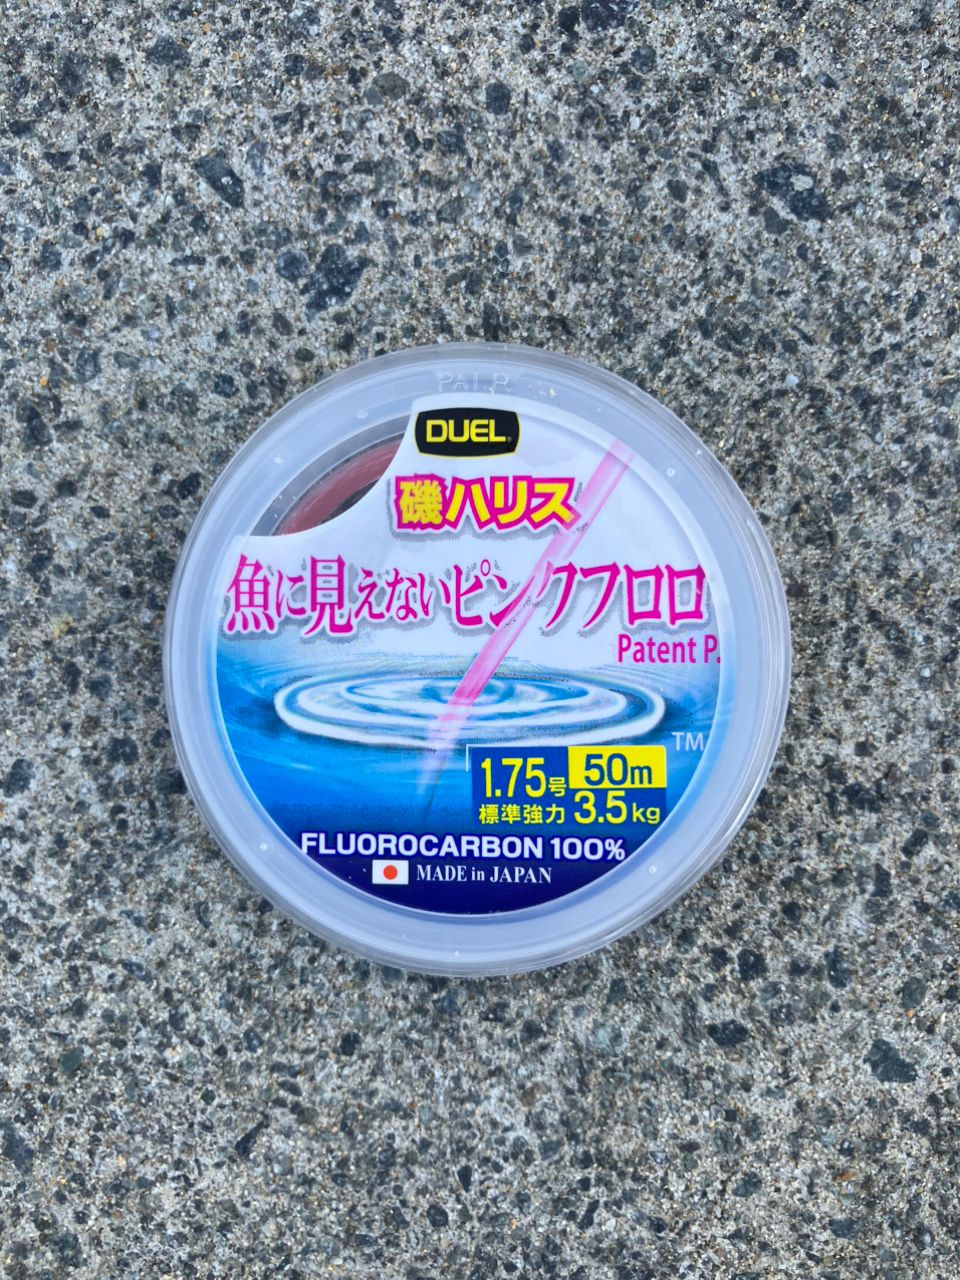 PAT.P.
DUEL
磯ハリス
魚に見えないピンクフロロ
Patent P.
TM
1.75号 50m
標準強力 3.5kg
FLUOROCARBON 100%
MADE in JAPAN